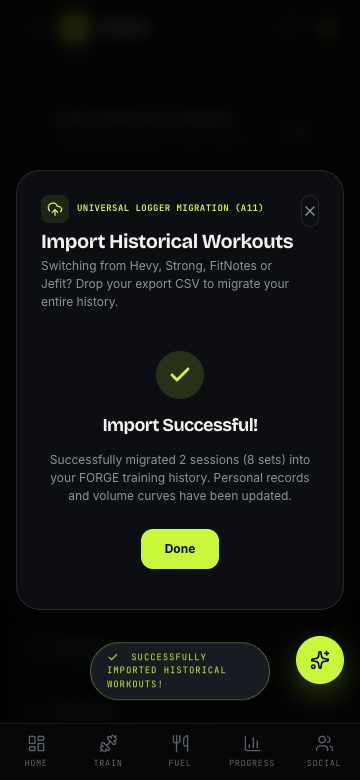 UNIVERSAL LOGGER MIGRATION (A11)
Import Historical Workouts
Switching from Hevy, Strong, FitNotes or
Jefit? Drop your export CSV to migrate your
entire history.
Import Successful!
Successfully migrated 2 sessions (8 sets) into
your FORGE training history. Personal records
and volume curves have been updated.
Done
SUCCESSFULLY
IMPORTED HISTORICAL
WORKOUTS!
HOME TRAIN FUEL PROGRESS SOCIAL